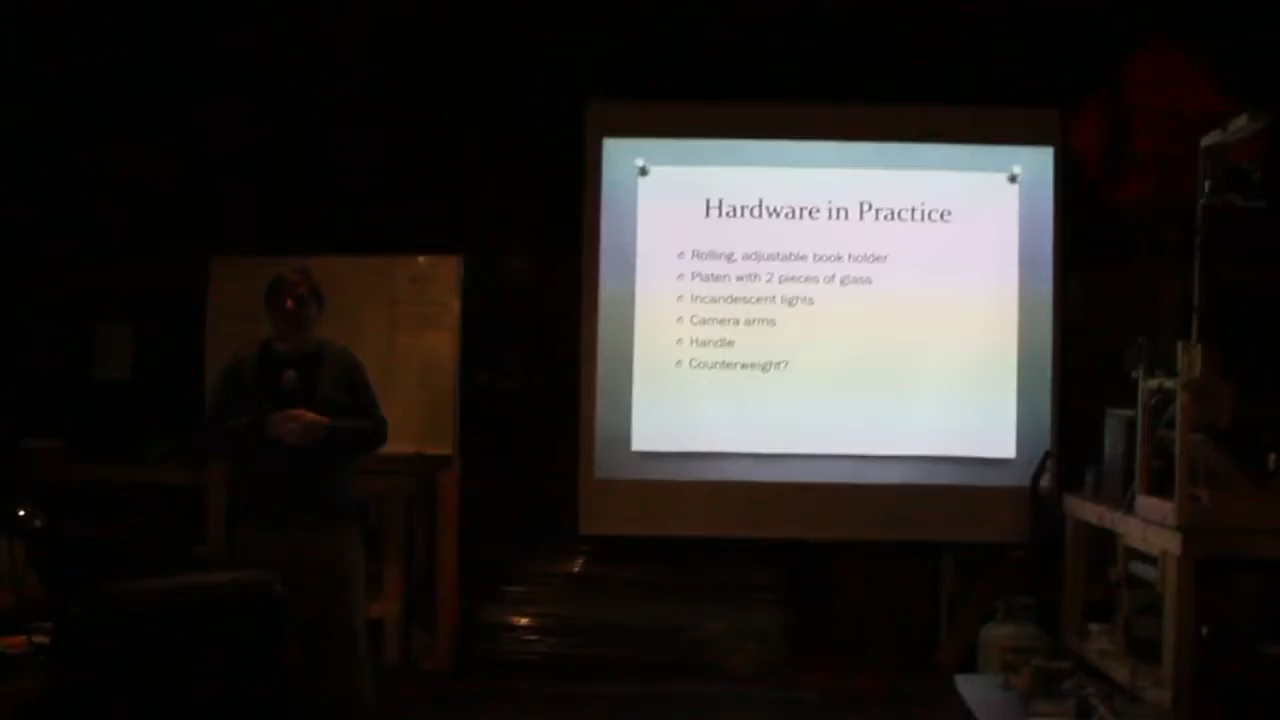 Hardware in Practice
Rolling, adjustable book holder
Platen with 2 pieces of glass
Incandescent lights
Camera arms
Handle
Counterweight?